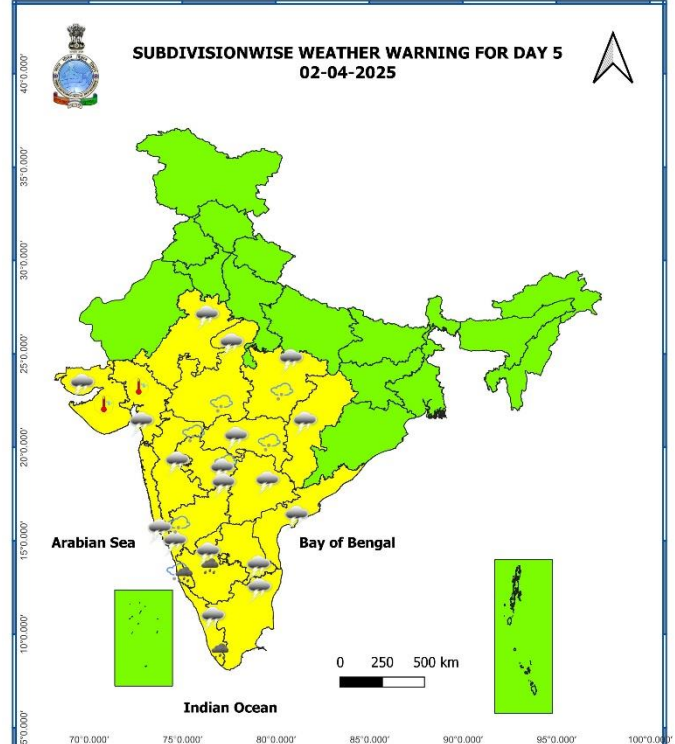 SUBDIVISIONWISE WEATHER WARNING FOR DAY 5
02-04-2025
40°0.000'
35°0.000'
30°0.000'
25°0.000'
20°0.000'
15°0.000'
10°0.000'
5°0.000'
Arabian Sea
Bay of Bengal
0 250 500 km
Indian Ocean
70°0.000' 75°0.000' 80°0.000' 85°0.000' 90°0.000' 95°0.000' 100°0.000'